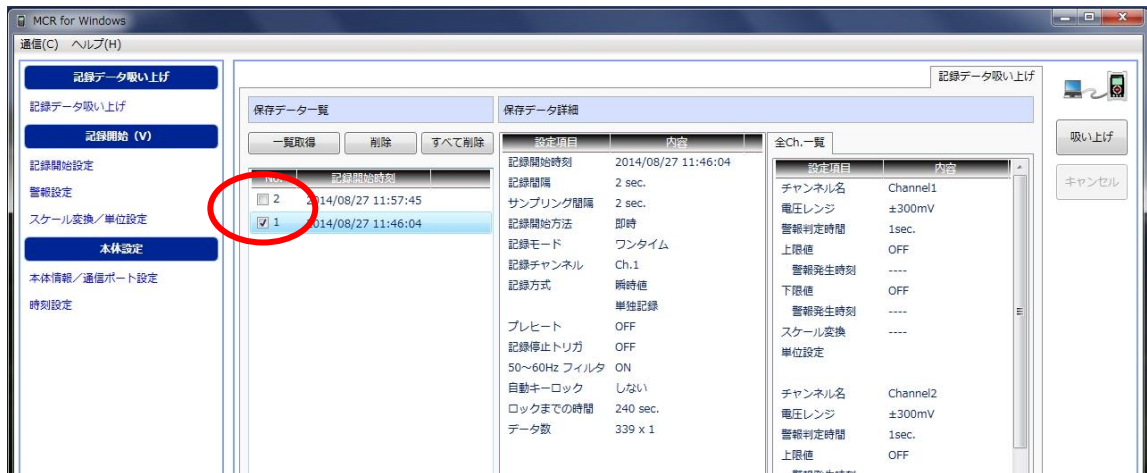 MCR for Windows
通信(C) ヘルプ(H)
記録データ吸い上げ
記録データ吸い上げ
記録開始 (V)
記録開始設定
警報設定
スケール変換／単位設定
本体設定
本体情報／通信ポート設定
時刻設定
記録データ吸い上げ
保存データ一覧
一覧取得 削除 すべて削除
No. 記録開始時刻
2 2014/08/27 11:57:45
1 2014/08/27 11:46:04
保存データ詳細
設定項目 内容
記録開始時刻 2014/08/27 11:46:04
記録間隔 2 sec.
サンプリング間隔 2 sec.
記録開始方法 即時
記録モード ワンタイム
記録チャンネル Ch.1
記録方式 瞬時値
単独記録
プレヒート OFF
記録停止トリガ OFF
50～60Hz フィルタ ON
自動キーロック しない
ロックまでの時間 240 sec.
データ数 339 x 1
全Ch.一覧
設定項目 内容
チャンネル名 Channel1
電圧レンジ ±300mV
警報判定時間 1sec.
上限値 OFF
警報発生時刻 ----
下限値 OFF
警報発生時刻 ----
スケール変換 ----
単位設定
チャンネル名 Channel2
電圧レンジ ±300mV
警報判定時間 1sec.
上限値 OFF
吸い上げ
キャンセル